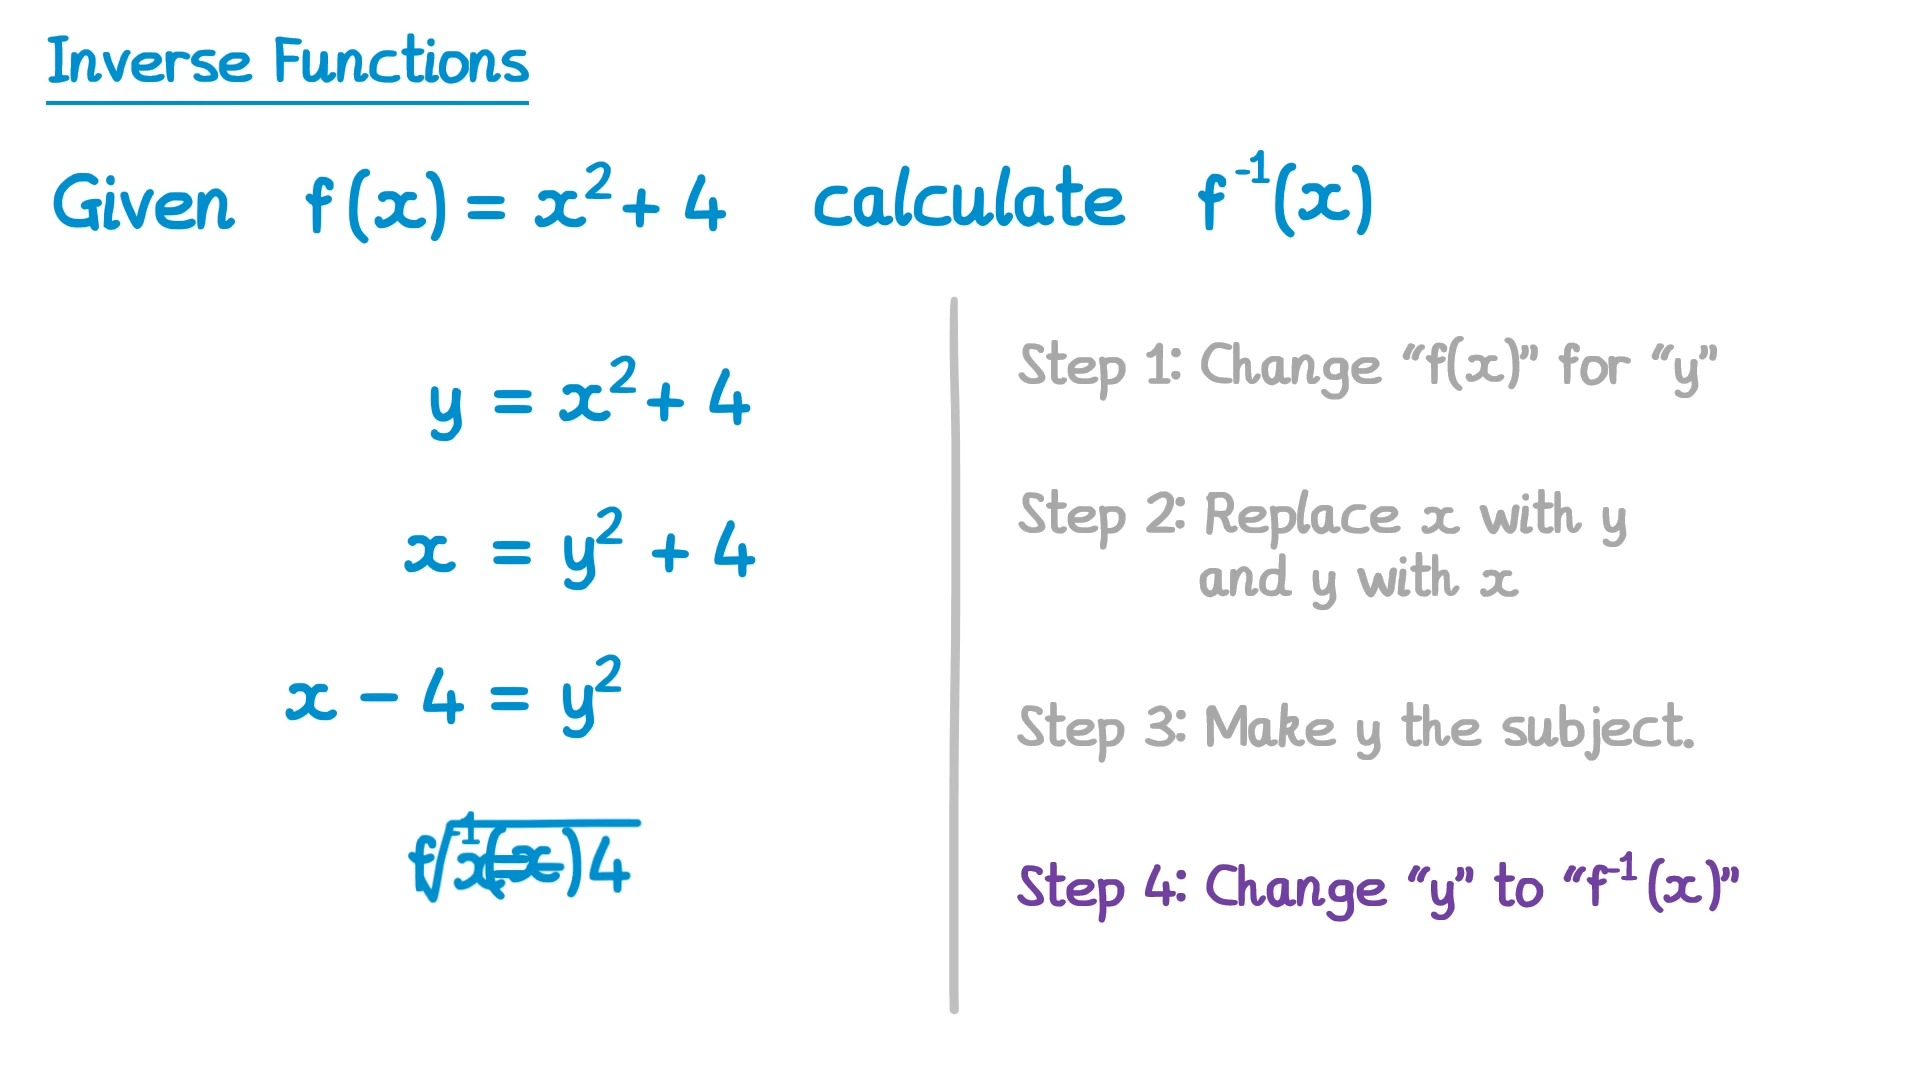 Inverse Functions
Given f(x) = x² + 4 calculate f⁻¹(x)
y = x² + 4
x = y² + 4
x - 4 = y²
Step 1: Change “f(x)” for “y”
Step 2: Replace x with y
and y with x
Step 3: Make y the subject.
Step 4: Change “y” to “f⁻¹(x)”